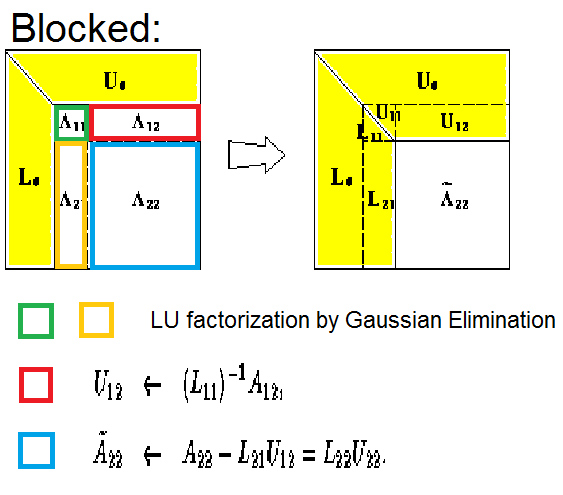 Blocked:
U₀ U₀
A₁₁ A₁₂ U₁₁ U₁₂
L₁₁
L₀ A₂₁ A₂₂ L₀ L₂₁ Ã₂₂
LU factorization by Gaussian Elimination
U₁₂ ← (L₁₁)⁻¹A₁₂,
Ã₂₂ ← A₂₂ − L₂₁U₁₂ = L₂₂U₂₂.